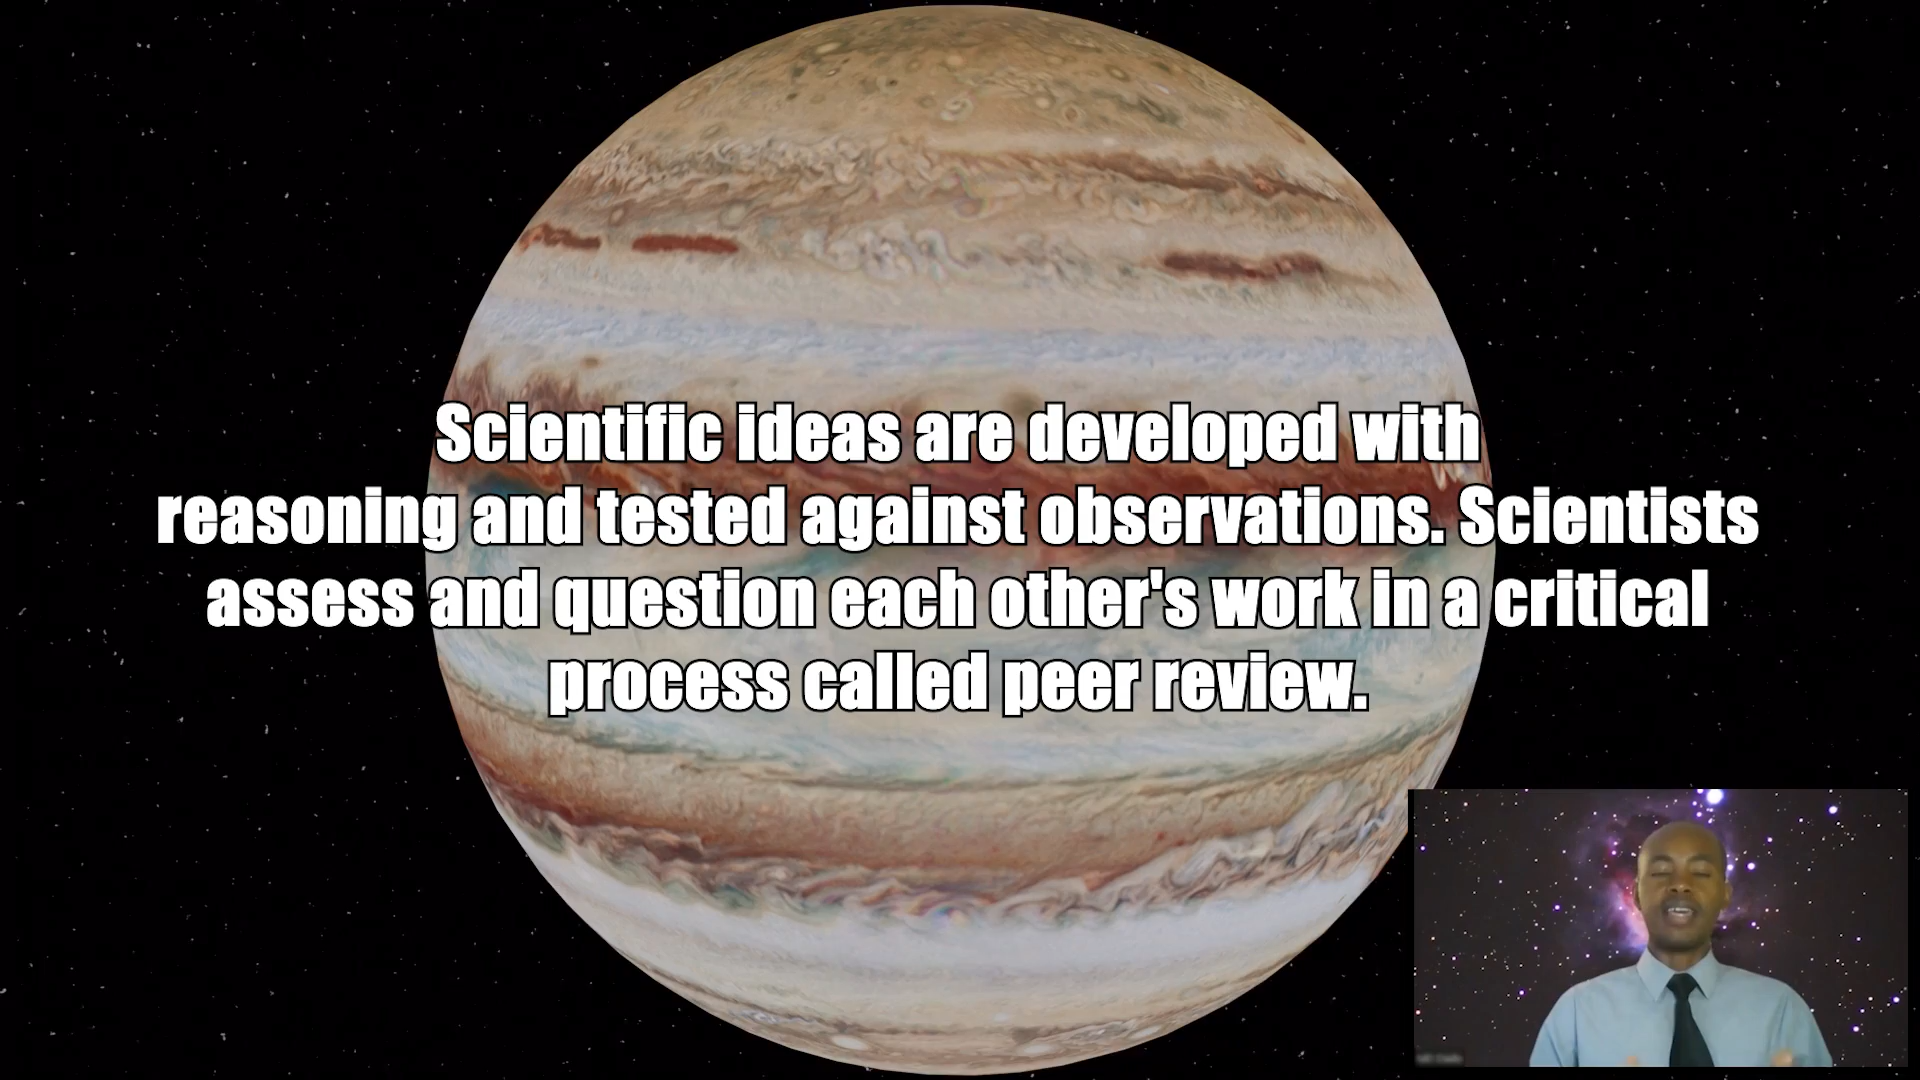 Scientific ideas are developed with
reasoning and tested against observations. Scientists
assess and question each other's work in a critical
process called peer review.